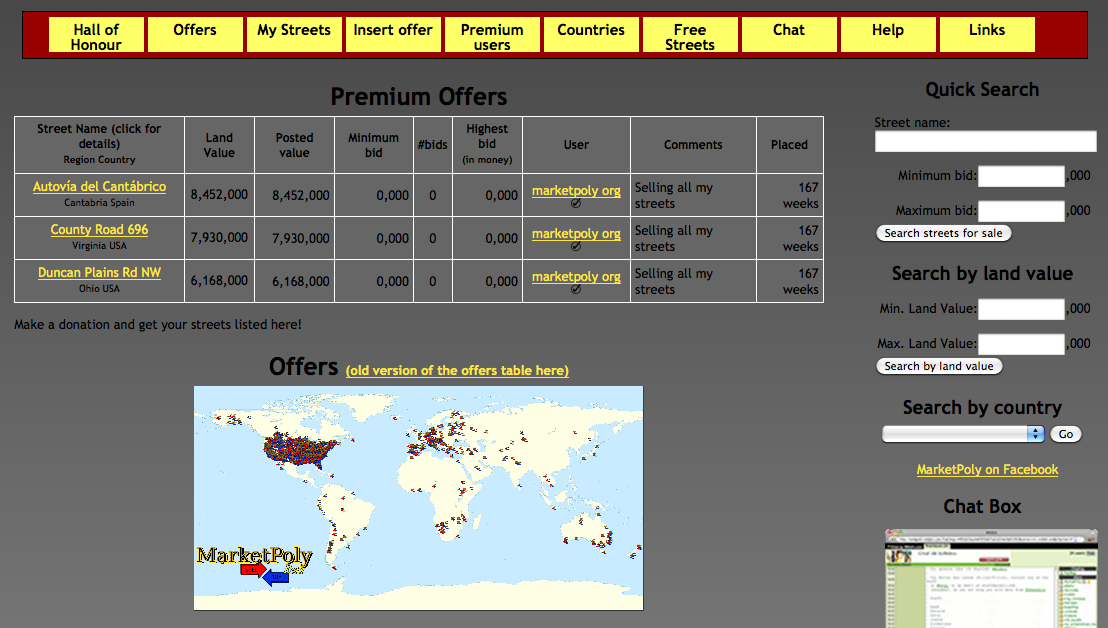 Hall of
Honour
Offers
My Streets
Insert offer
Premium
users
Countries
Free
Streets
Chat
Help
Links
Premium Offers
Street Name (click for
details)
Region Country
Land
Value
Posted
value
Minimum
bid
#bids
Highest
bid
(in money)
User
Comments
Placed
Autovía del Cantábrico
Cantabria Spain
8,452,000
8,452,000
0,000
0
0,000
marketpoly org
Selling all my
streets
167
weeks
County Road 696
Virginia USA
7,930,000
7,930,000
0,000
0
0,000
marketpoly org
Selling all my
streets
167
weeks
Duncan Plains Rd NW
Ohio USA
6,168,000
6,168,000
0,000
0
0,000
marketpoly org
Selling all my
streets
167
weeks
Make a donation and get your streets listed here!
Offers (old version of the offers table here)
MarketPoly
Quick Search
Street name:
Minimum bid: ,000
Maximum bid: ,000
Search streets for sale
Search by land value
Min. Land Value: ,000
Max. Land Value: ,000
Search by land value
Search by country
Go
MarketPoly on Facebook
Chat Box